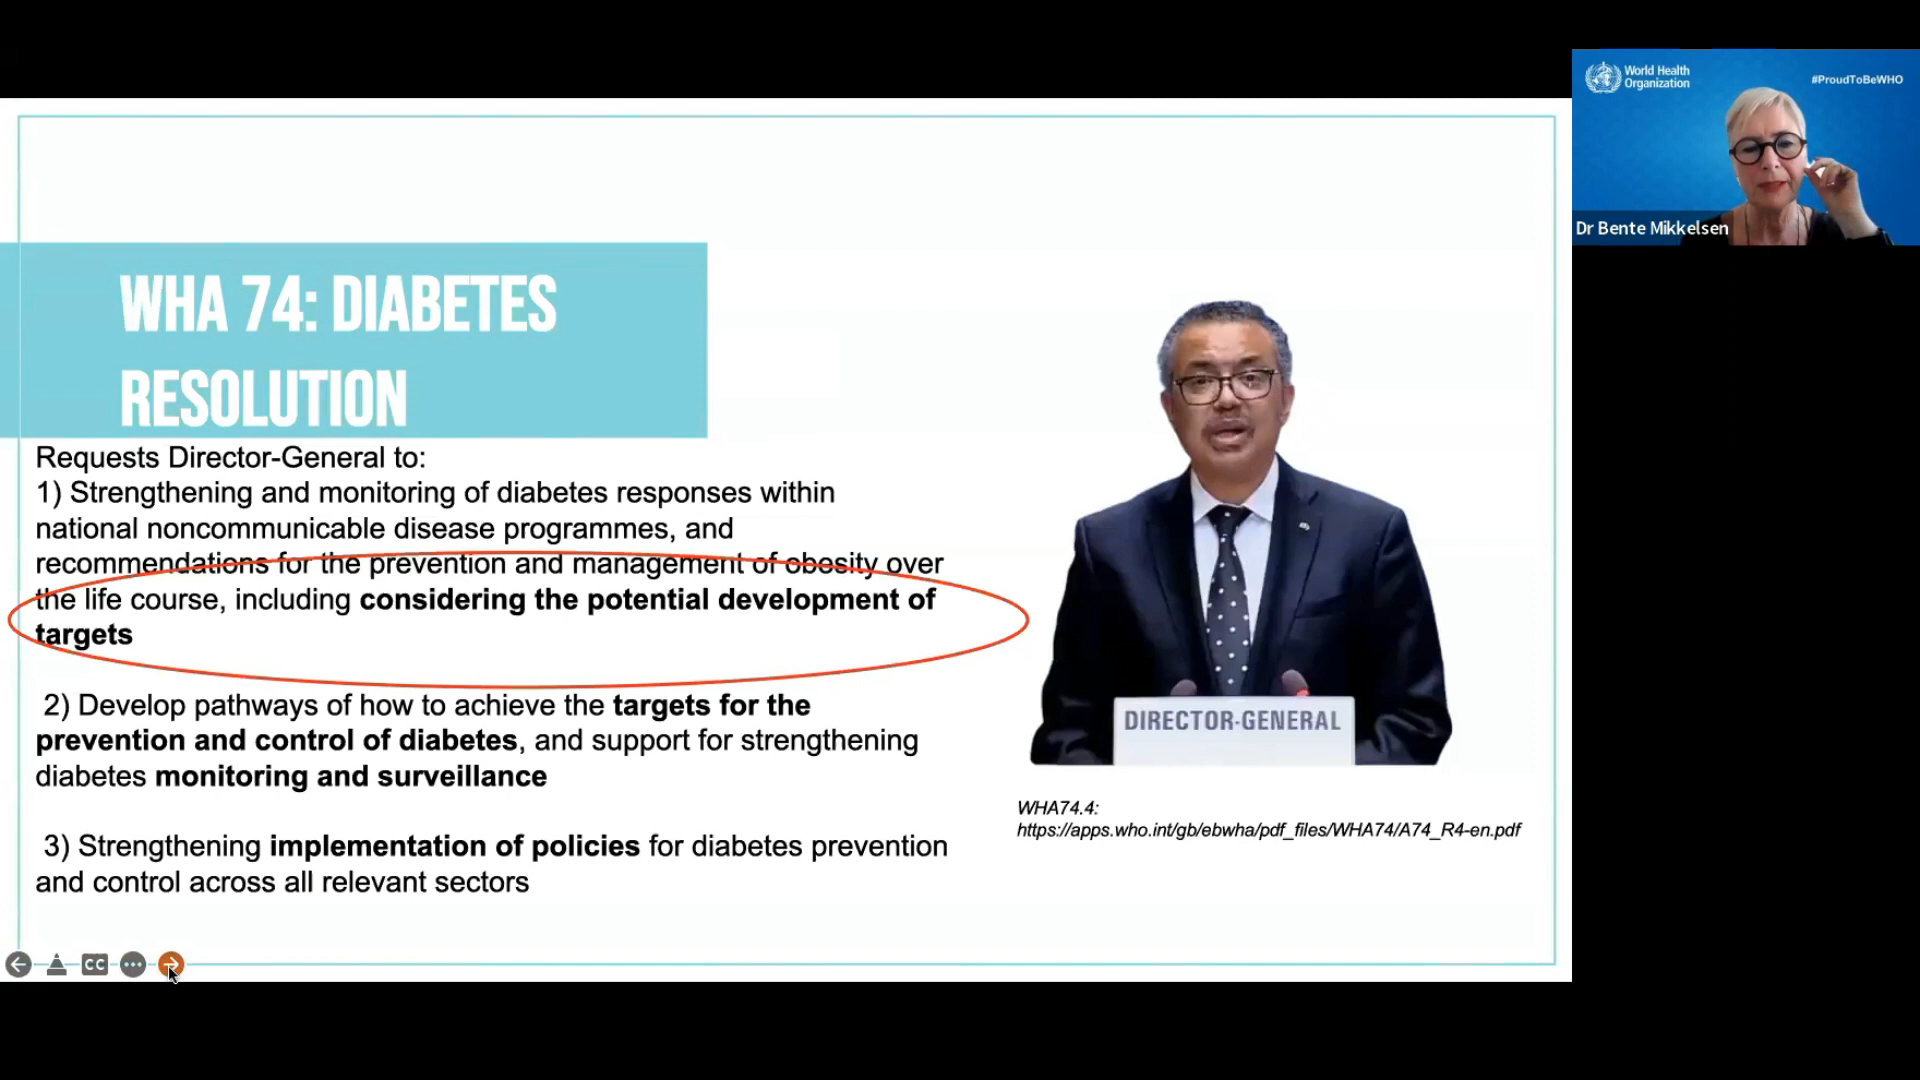 World Health
Organization
#ProudToBeWHO
Dr Bente Mikkelsen
WHA 74: DIABETES
RESOLUTION
Requests Director-General to:
1) Strengthening and monitoring of diabetes responses within
national noncommunicable disease programmes, and
recommendations for the prevention and management of obesity over
the life course, including considering the potential development of
targets
2) Develop pathways of how to achieve the targets for the
prevention and control of diabetes, and support for strengthening
diabetes monitoring and surveillance
3) Strengthening implementation of policies for diabetes prevention
and control across all relevant sectors
DIRECTOR-GENERAL
WHA74.4:
https://apps.who.int/gb/ebwha/pdf_files/WHA74/A74_R4-en.pdf
CC